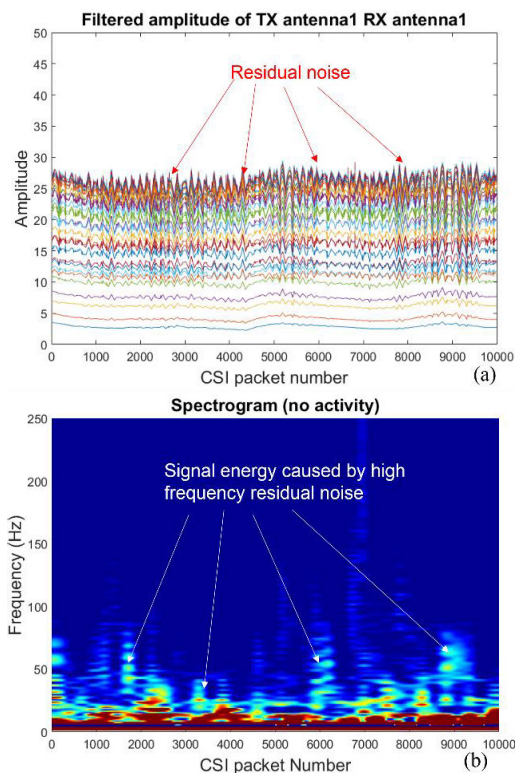 Filtered amplitude of TX antenna1 RX antenna1
50
45
40
35
30
25
20
15
10
5
0
Amplitude
Residual noise
0 1000 2000 3000 4000 5000 6000 7000 8000 9000 10000
CSI packet number
(a)
Spectrogram (no activity)
250
200
150
100
50
0
Frequency (Hz)
Signal energy caused by high
frequency residual noise
0 1000 2000 3000 4000 5000 6000 7000 8000 9000 10000
CSI packet Number
(b)